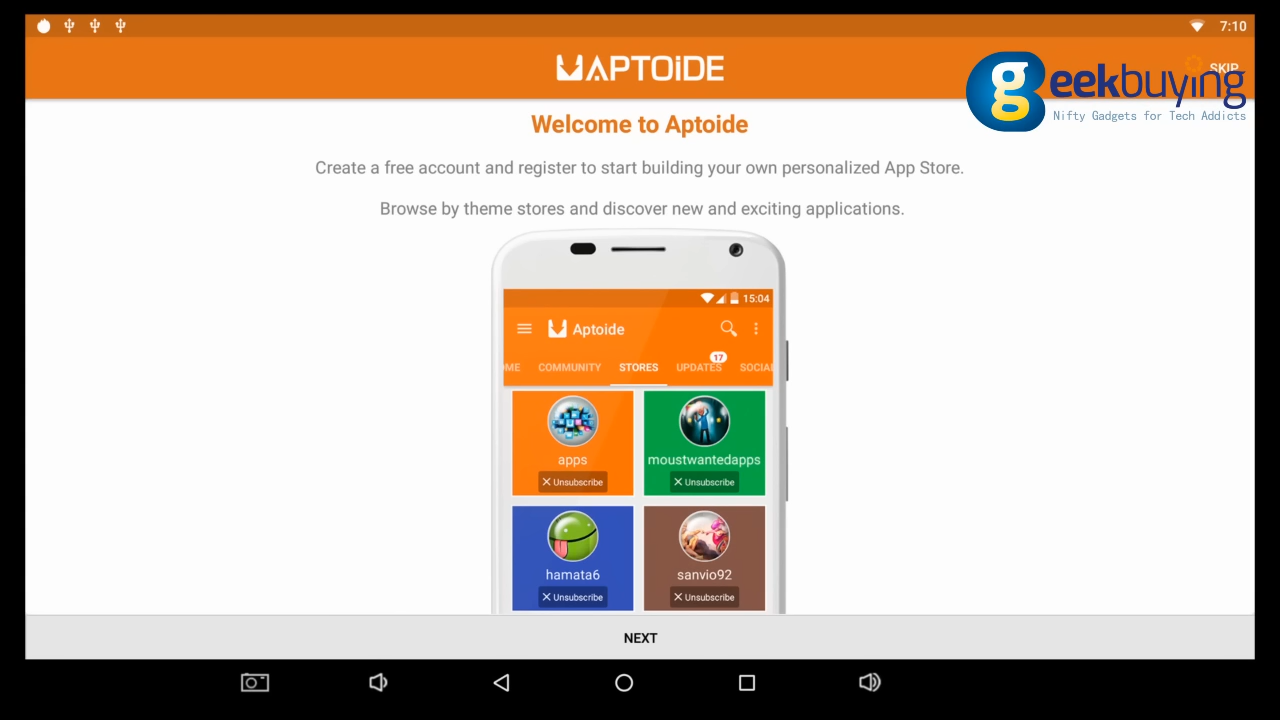 7:10
APTOiDE
SKIP
geekbuying
Nifty Gadgets for Tech Addicts
Welcome to Aptoide
Create a free account and register to start building your own personalized App Store.
Browse by theme stores and discover new and exciting applications.
15:04
Aptoide
OME COMMUNITY STORES UPDATES 17 SOCIAL
apps moustwantedapps
Unsubscribe Unsubscribe
hamata6 sanvio92
Unsubscribe Unsubscribe
NEXT